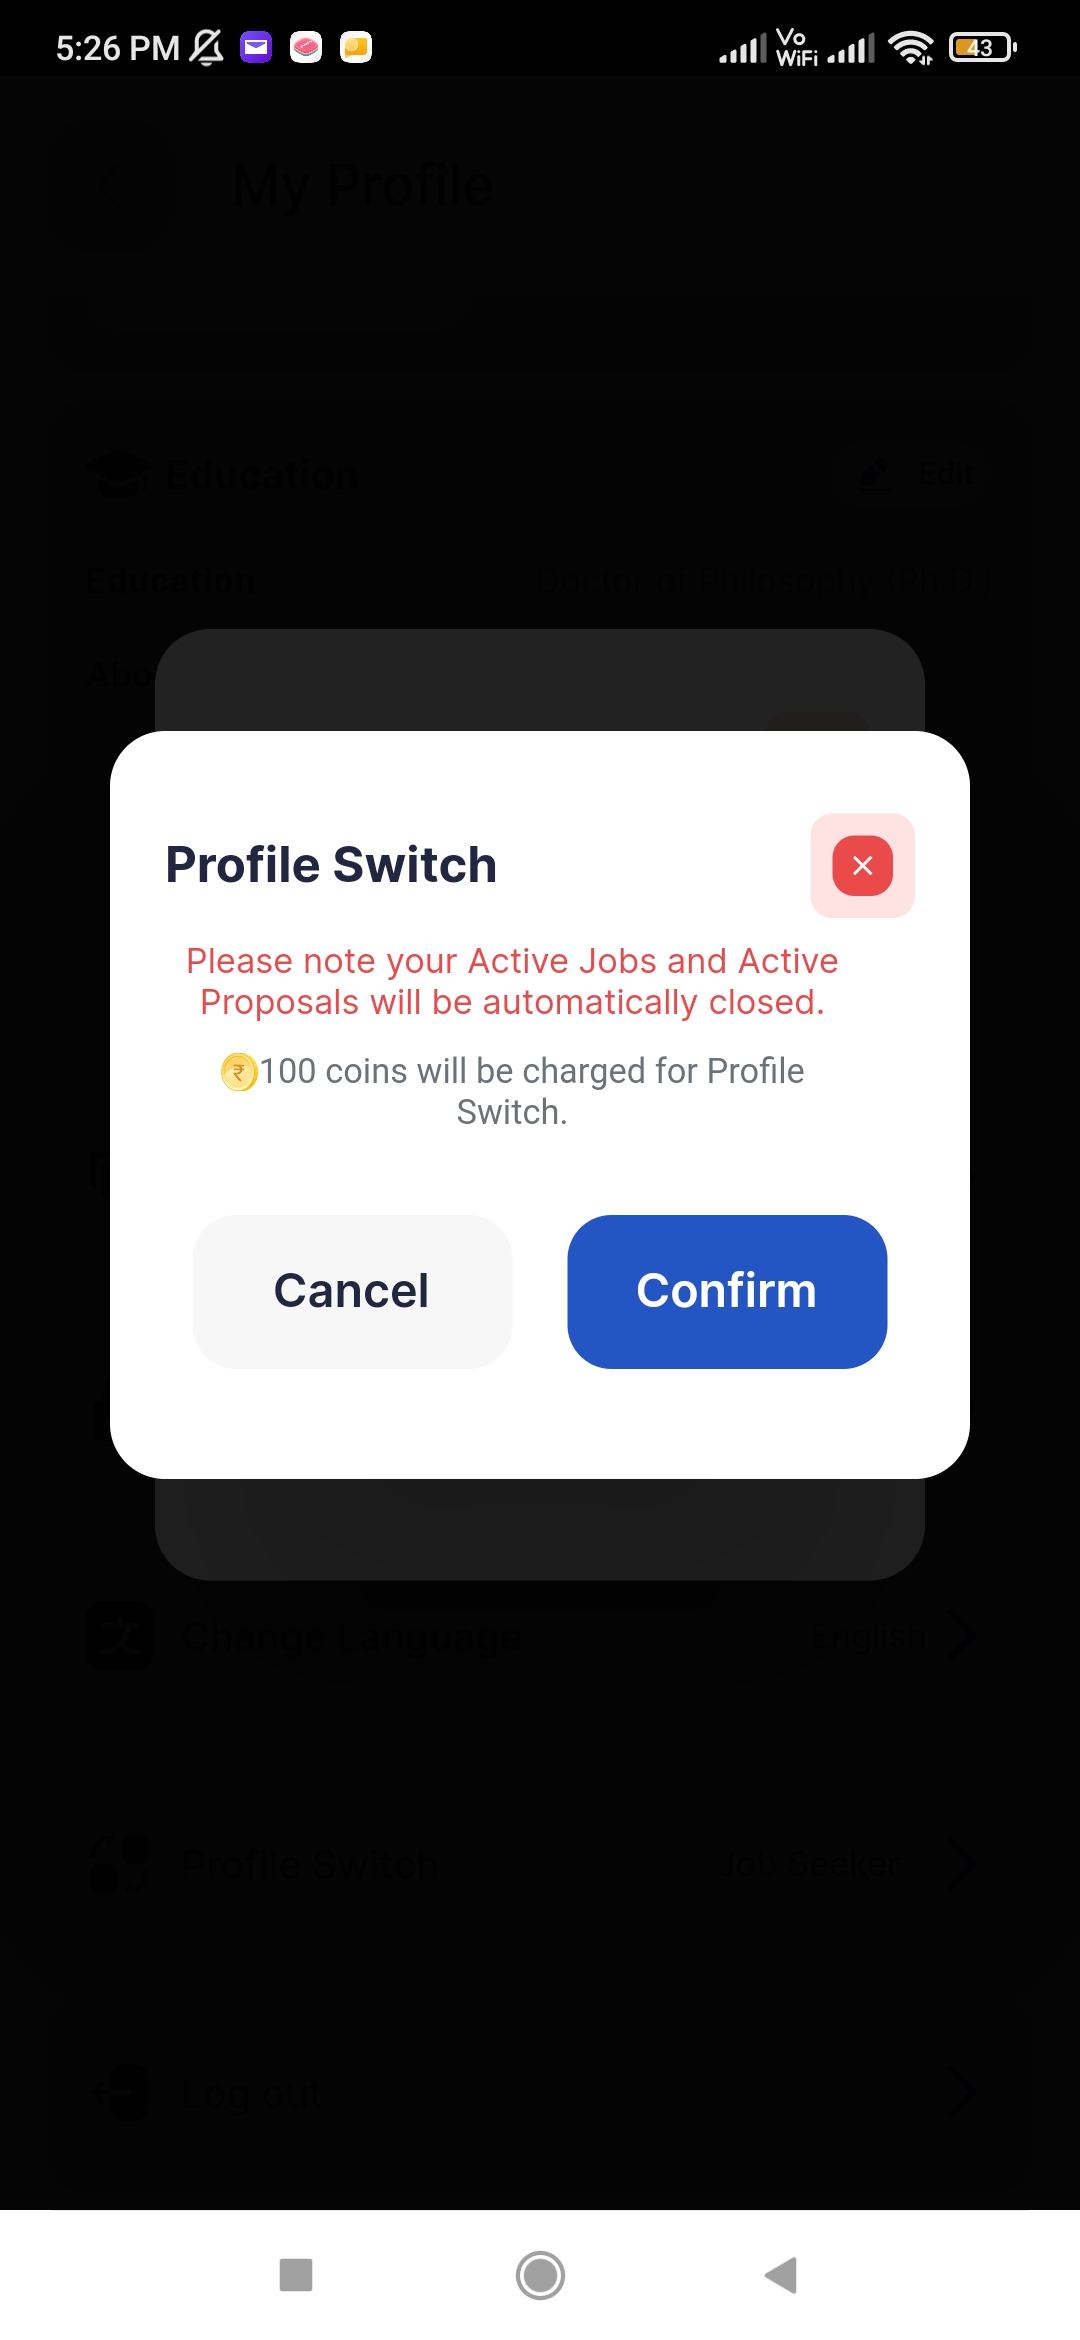 5:26 PM
Vo
WiFi
43
My Profile
Education
Edit
Education
Doctor of Philosophy (Ph.D.)
Abo
Profile Switch
Please note your Active Jobs and Active
Proposals will be automatically closed.
100 coins will be charged for Profile
Switch.
Cancel
Confirm
Change Language
English
Profile Switch
Job Seeker
Log out